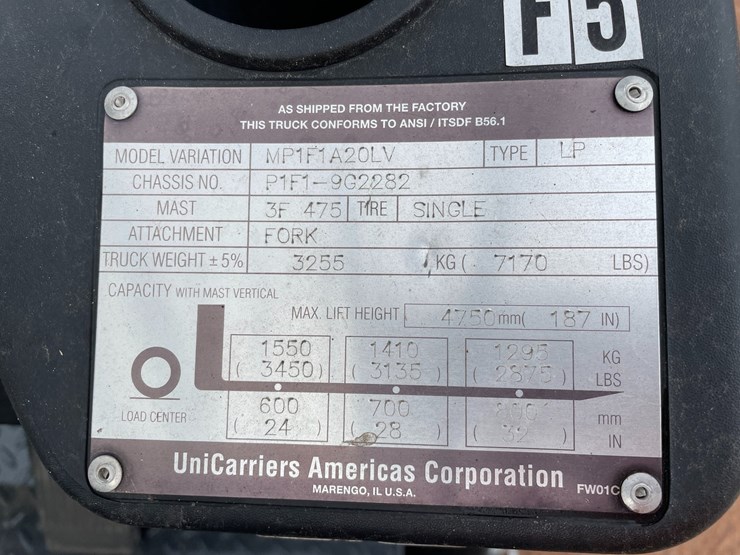 F 5
AS SHIPPED FROM THE FACTORY
THIS TRUCK CONFORMS TO ANSI / ITSDF B56.1
MODEL VARIATION MP1F1A20LV TYPE LP
CHASSIS NO. P1F1-9G2282
MAST 3F 475 TIRE SINGLE
ATTACHMENT FORK
TRUCK WEIGHT ±5% 3255 KG ( 7170 LBS)
CAPACITY WITH MAST VERTICAL
MAX. LIFT HEIGHT 4750 mm( 187 IN)
1550 1410 1295 KG
( 3450 ) ( 3135 ) ( 2875 ) LBS
LOAD CENTER 600 700 800 mm
( 24 ) ( 28 ) ( 32 ) IN
UniCarriers Americas Corporation
MARENGO, IL U.S.A. FW01C